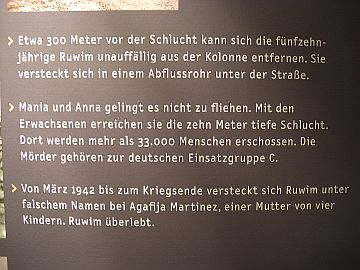 > Etwa 300 Meter vor der Schlucht kann sich die fünfzehn-
jährige Ruwim unauffällig aus der Kolonne entfernen. Sie
versteckt sich in einem Abflussrohr unter der Straße.
> Mania und Anna gelingt es nicht zu fliehen. Mit den
Erwachsenen erreichen sie die zehn Meter tiefe Schlucht.
Dort werden mehr als 33.000 Menschen erschossen. Die
Mörder gehören zur deutschen Einsatzgruppe C.
> Von März 1942 bis zum Kriegsende versteckt sich Ruwim unter
falschem Namen bei Agafija Martinez, einer Mutter von vier
Kindern. Ruwim überlebt.